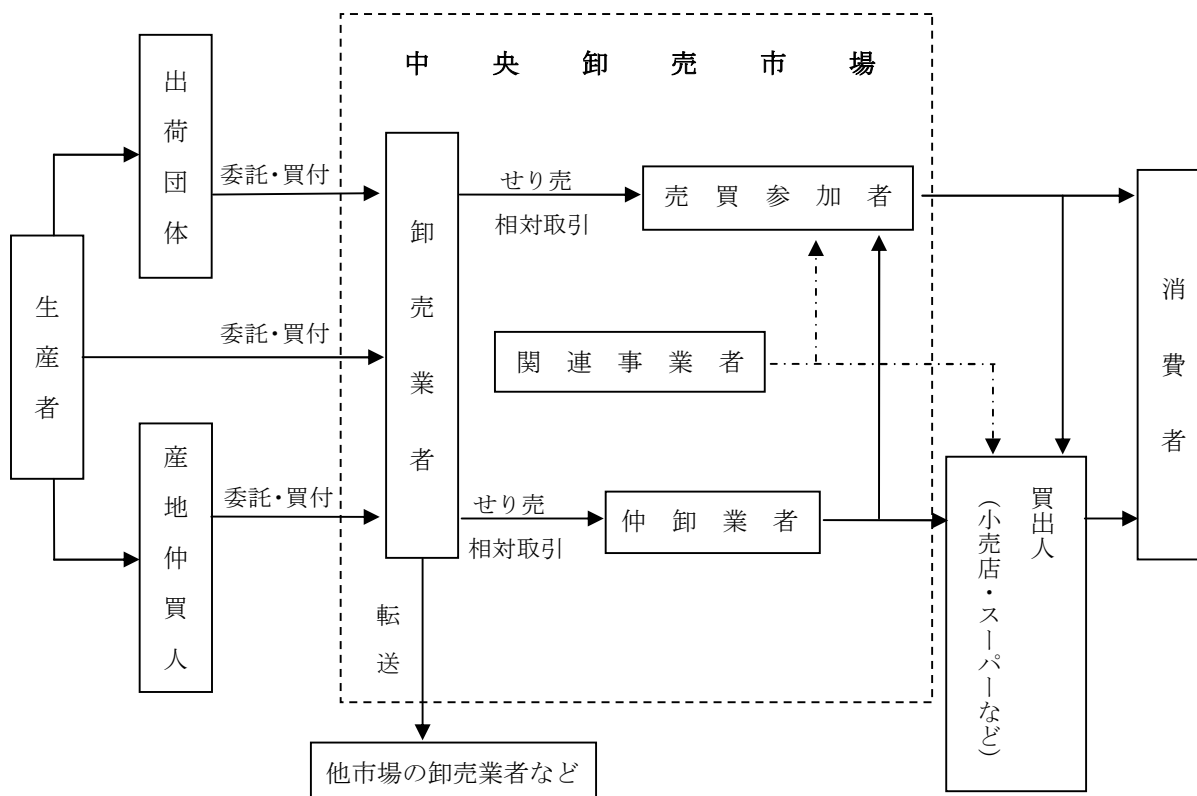 中央卸売市場
出荷団体
生産者
産地仲買人
委託・買付
委託・買付
委託・買付
卸売業者
せり売
相対取引
売買参加者
関連事業者
せり売
相対取引
仲卸業者
転送
他市場の卸売業者など
買出人
（小売店・スーパーなど）
消費者